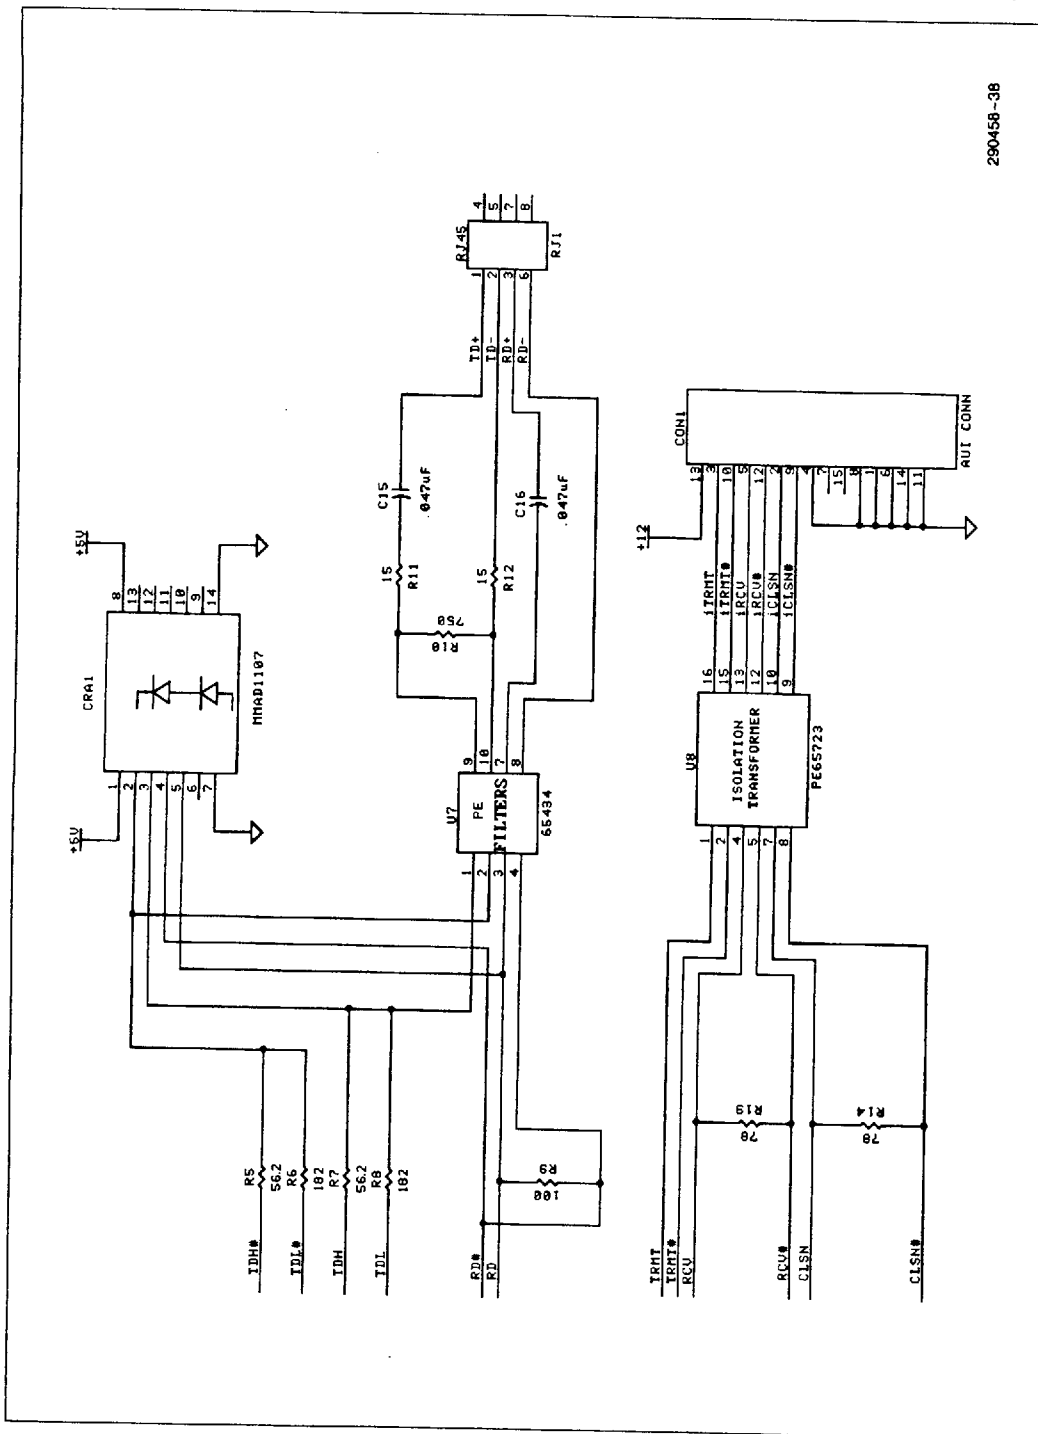 290458-38
+5V
+5V
CRA1
MMAD1107
1
2
3
4
5
6
7
8
13
12
11
10
9
14
TDH#
R5
56.2
TDL#
R6
182
TDH
R7
56.2
TDL
R8
182
RD#
RD
R9
100
U7
PE
FILTERS
65434
1
2
3
4
9
10
7
8
R10
750
15
R11
15
R12
C15
.047uF
C16
.047uF
TD+
TD-
RD+
RD-
1
2
3
6
RJ45
RJ1
4
5
7
8
TRMT
TRMT#
RCV
RCV#
CLSN
CLSN#
R19
78
R14
78
1
2
4
5
7
8
U8
ISOLATION
TRANSFORMER
PE65723
16
15
13
12
10
9
iTRMT
iTRMT#
iRCV
iRCV#
iCLSN
iCLSN#
+12
CON1
AUI CONN
13
3
10
5
12
2
9
4
7
15
8
1
6
14
11